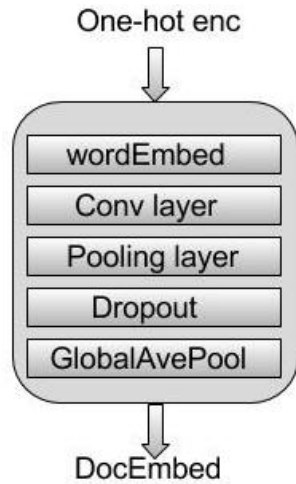 One-hot enc
wordEmbed
Conv layer
Pooling layer
Dropout
GlobalAvePool
DocEmbed